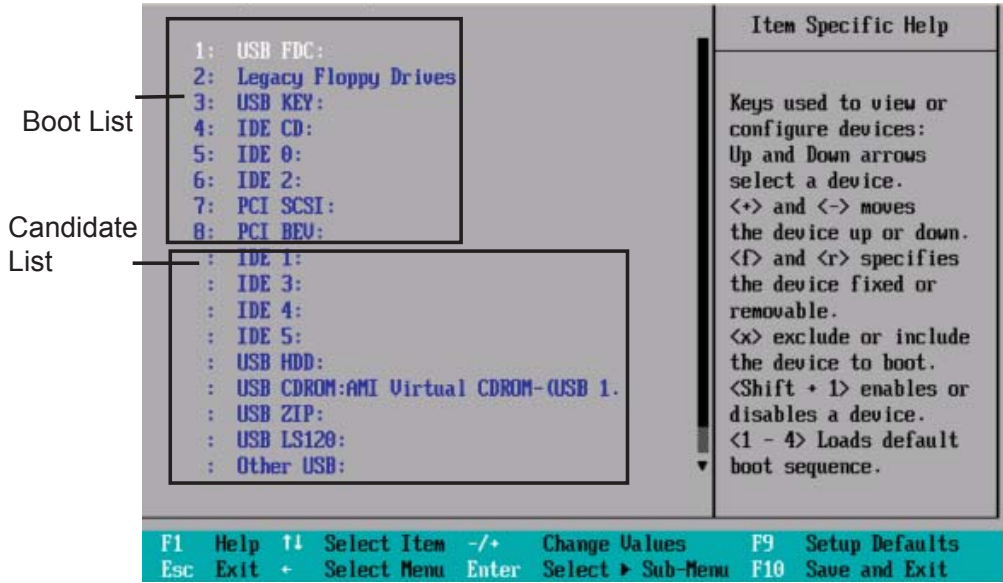 Boot List
Candidate
List
1: USB FDC:
2: Legacy Floppy Drives
3: USB KEY:
4: IDE CD:
5: IDE 0:
6: IDE 2:
7: PCI SCSI:
8: PCI BEV:
: IDE 1:
: IDE 3:
: IDE 4:
: IDE 5:
: USB HDD:
: USB CDROM:AMI Virtual CDROM-(USB 1.
: USB ZIP:
: USB LS120:
: Other USB:
Item Specific Help
Keys used to view or
configure devices:
Up and Down arrows
select a device.
<+> and <-> moves
the device up or down.
<f> and <r> specifies
the device fixed or
removable.
<x> exclude or include
the device to boot.
<Shift + 1> enables or
disables a device.
<1 - 4> Loads default
boot sequence.
F1 Help ↑↓ Select Item -/+ Change Values F9 Setup Defaults
Esc Exit ← Select Menu Enter Select ▶ Sub-Menu F10 Save and Exit